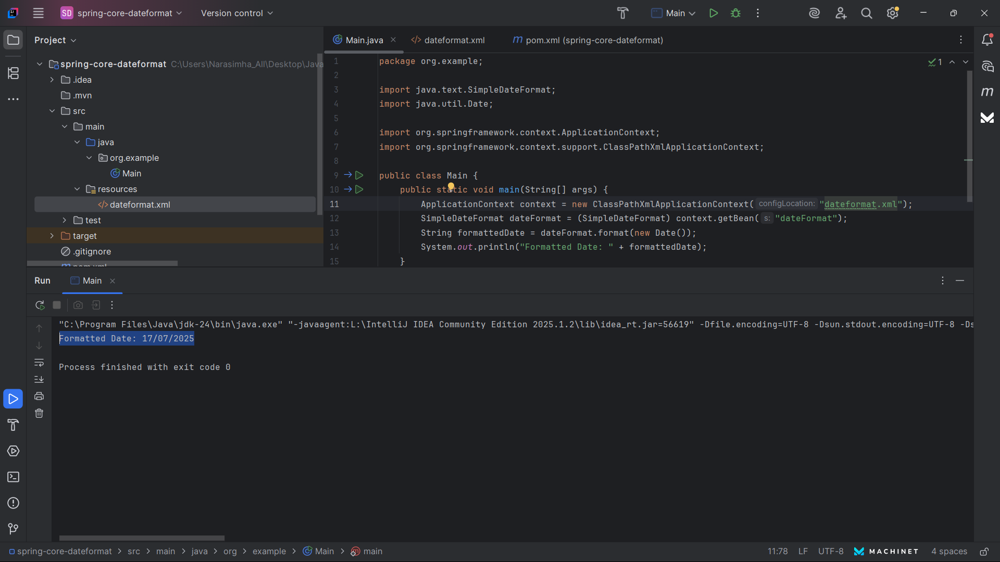 SD spring-core-dateformat Version control Main
Project
Main.java dateformat.xml m pom.xml (spring-core-dateformat)
spring-core-dateformat C:\Users\Narasimha_All\Desktop\Java
.idea
.mvn
src
main
java
org.example
Main
resources
dateformat.xml
test
target
.gitignore
pom.xml
1 package org.example;
2
3 import java.text.SimpleDateFormat;
4 import java.util.Date;
5
6 import org.springframework.context.ApplicationContext;
7 import org.springframework.context.support.ClassPathXmlApplicationContext;
8
9 public class Main {
10 public static void main(String[] args) {
11 ApplicationContext context = new ClassPathXmlApplicationContext( configLocation: "dateformat.xml");
12 SimpleDateFormat dateFormat = (SimpleDateFormat) context.getBean( s: "dateFormat");
13 String formattedDate = dateFormat.format(new Date());
14 System.out.println("Formatted Date: " + formattedDate);
15 }
1
Run Main
"C:\Program Files\Java\jdk-24\bin\java.exe" "-javaagent:L:\IntelliJ IDEA Community Edition 2025.1.2\lib\idea_rt.jar=56619" -Dfile.encoding=UTF-8 -Dsun.stdout.encoding=UTF-8 -Ds
Formatted Date: 17/07/2025
Process finished with exit code 0
spring-core-dateformat > src > main > java > org > example > Main > main 11:78 LF UTF-8 MACHINET 4 spaces